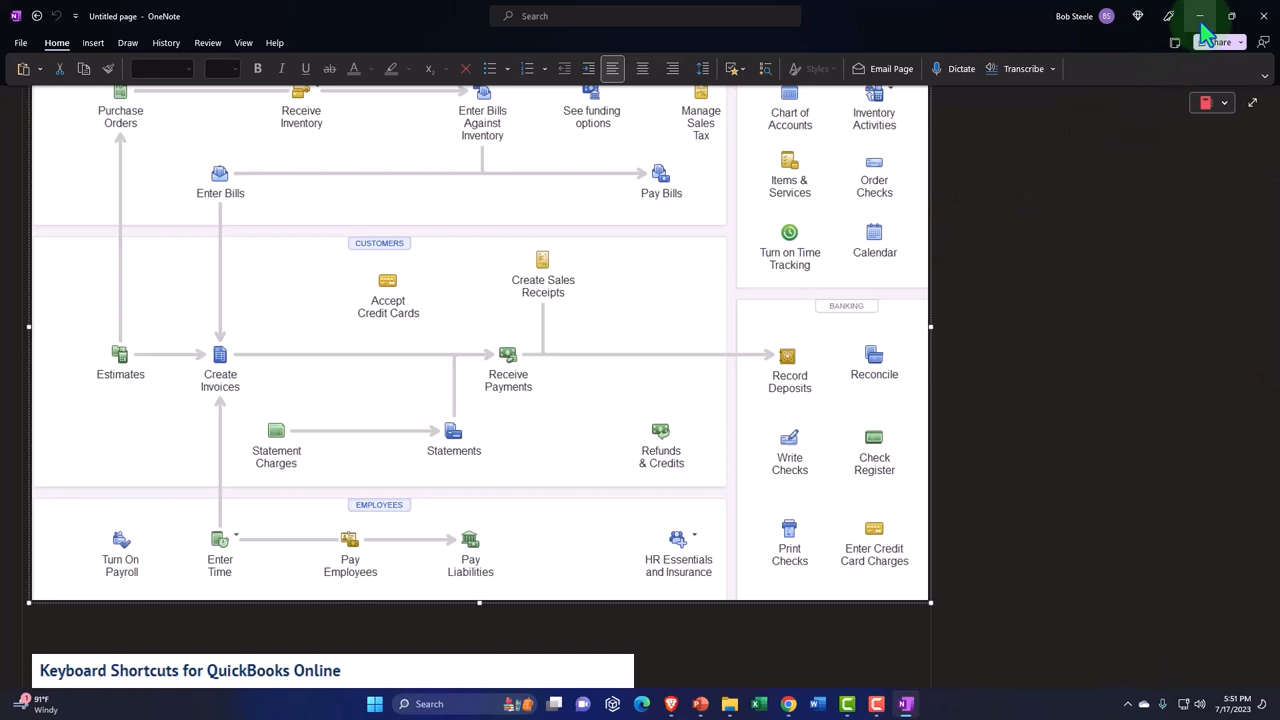 Untitled page - OneNote
Search
Bob Steele
BS
File
Home
Insert
Draw
History
Review
View
Help
Share
Styles
Email Page
Dictate
Transcribe
Purchase
Orders
Receive
Inventory
Enter Bills
Against
Inventory
See funding
options
Manage
Sales
Tax
Chart of
Accounts
Inventory
Activities
Enter Bills
Pay Bills
Items &
Services
Order
Checks
Turn on Time
Tracking
Calendar
CUSTOMERS
Accept
Credit Cards
Create Sales
Receipts
Estimates
Create
Invoices
Receive
Payments
Statement
Charges
Statements
Refunds
& Credits
BANKING
Record
Deposits
Reconcile
Write
Checks
Check
Register
Print
Checks
Enter Credit
Card Charges
EMPLOYEES
Turn On
Payroll
Enter
Time
Pay
Employees
Pay
Liabilities
HR Essentials
and Insurance
Keyboard Shortcuts for QuickBooks Online
91°F
Windy
Search
5:51 PM
7/17/2023